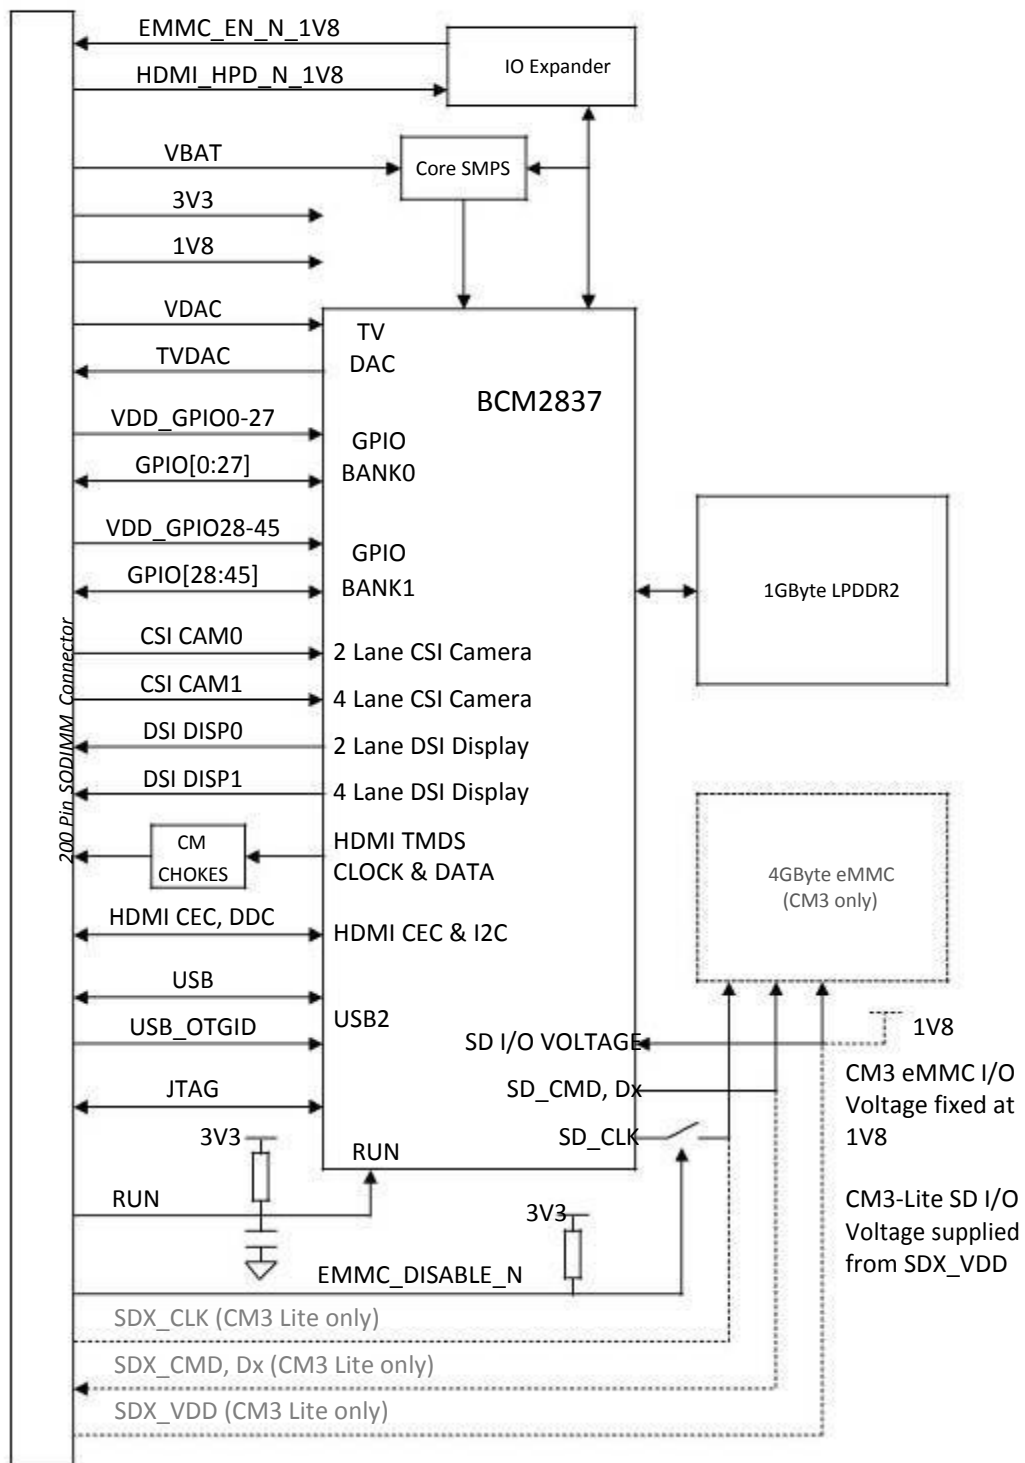 EMMC_EN_N_1V8
IO Expander
HDMI_HPD_N_1V8
VBAT
Core SMPS
3V3
1V8
VDAC
TV
DAC
TVDAC
BCM2837
VDD_GPIO0-27
GPIO
BANK0
GPIO[0:27]
VDD_GPIO28-45
GPIO
BANK1
GPIO[28:45]
1GByte LPDDR2
200 Pin SODIMM Connector
CSI CAM0
2 Lane CSI Camera
CSI CAM1
4 Lane CSI Camera
DSI DISP0
2 Lane DSI Display
DSI DISP1
4 Lane DSI Display
CM
CHOKES
HDMI TMDS
CLOCK & DATA
4GByte eMMC
(CM3 only)
HDMI CEC, DDC
HDMI CEC & I2C
USB
USB2
USB_OTGID
SD I/O VOLTAGE
1V8
CM3 eMMC I/O
Voltage fixed at
1V8
SD_CMD, Dx
JTAG
SD_CLK
3V3
RUN
RUN
3V3
CM3-Lite SD I/O
Voltage supplied
from SDX_VDD
EMMC_DISABLE_N
SDX_CLK (CM3 Lite only)
SDX_CMD, Dx (CM3 Lite only)
SDX_VDD (CM3 Lite only)